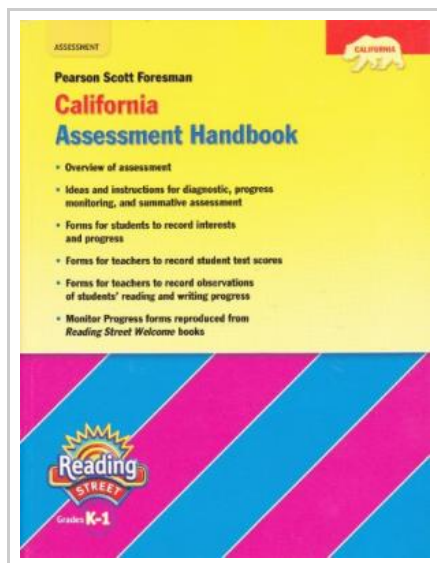 ASSESSMENT
CALIFORNIA
Pearson Scott Foresman
California
Assessment Handbook
• Overview of assessment
• Ideas and instructions for diagnostic, progress
monitoring, and summative assessment
• Forms for students to record interests
and progress
• Forms for teachers to record student test scores
• Forms for teachers to record observations
of students' reading and writing progress
• Monitor Progress forms reproduced from
Reading Street Welcome books
Reading
STREET
Grades K-1